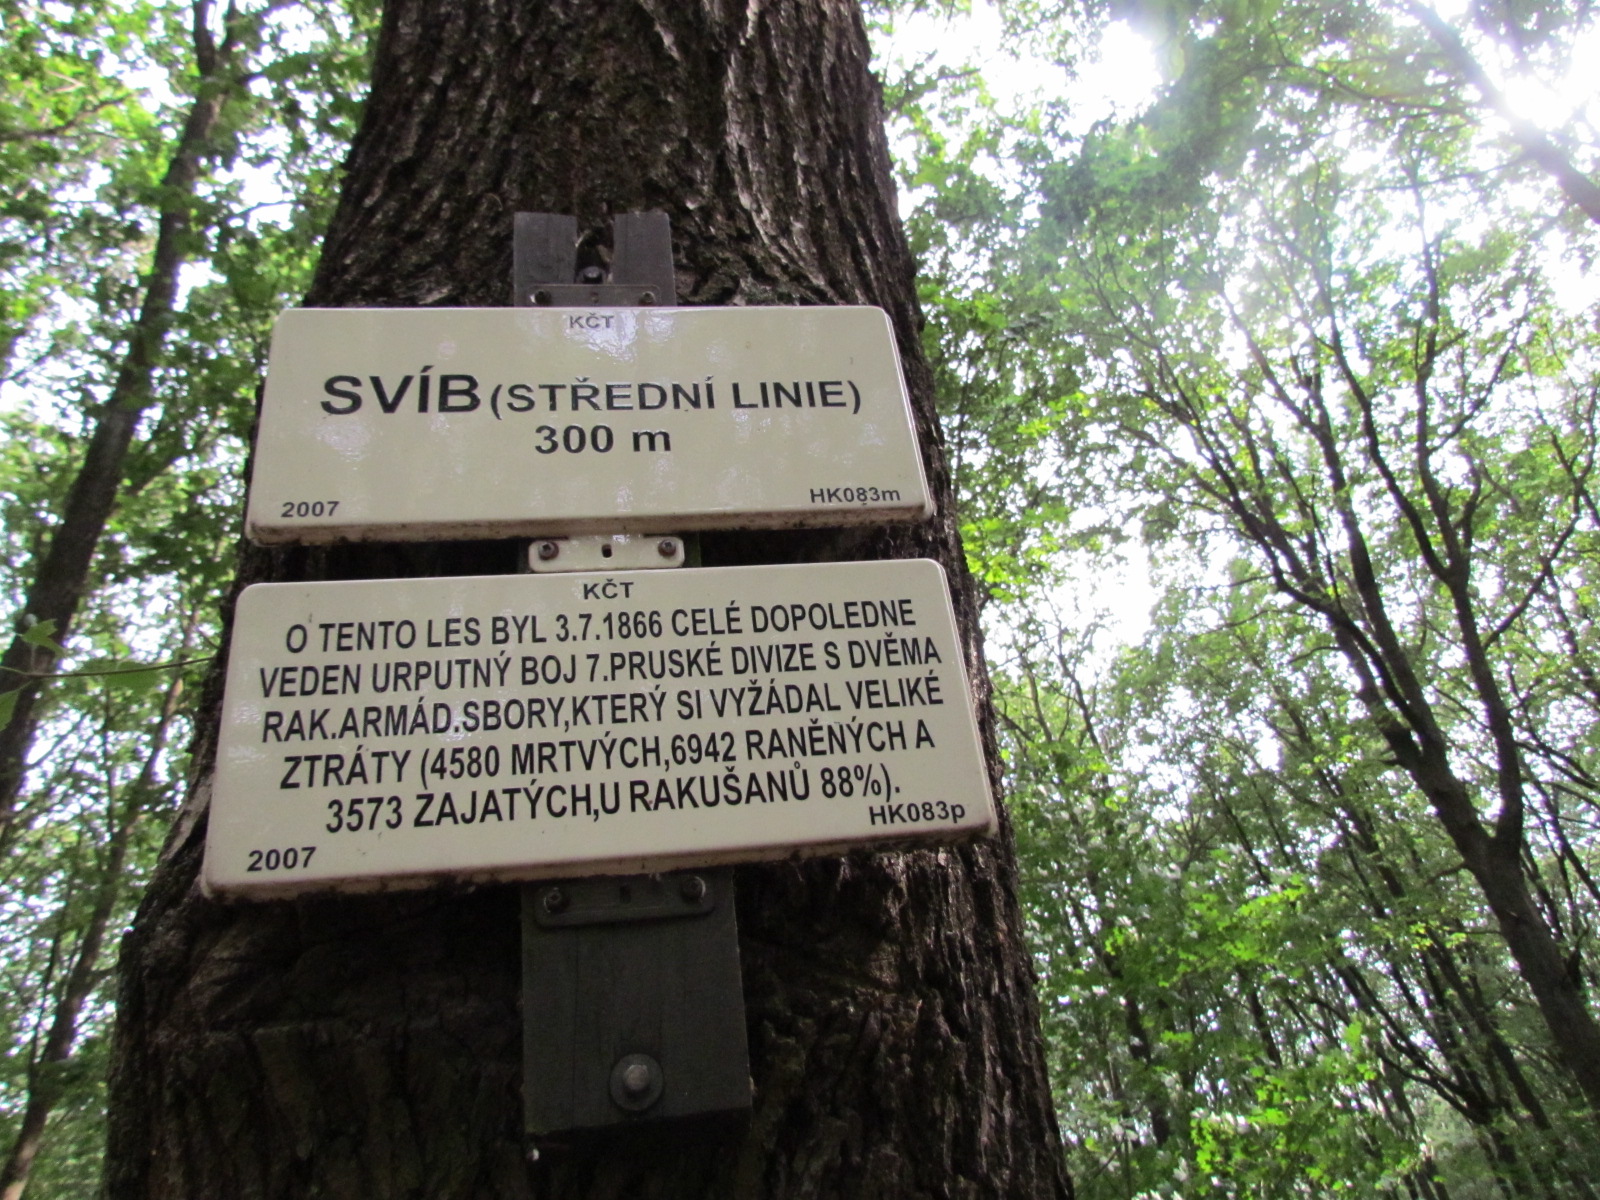 KČT
SVÍB (STŘEDNÍ LINIE)
300 m
2007 HK083m
KČT
O TENTO LES BYL 3.7.1866 CELÉ DOPOLEDNE
VEDEN URPUTNÝ BOJ 7.PRUSKÉ DIVIZE S DVĚMA
RAK.ARMÁD.SBORY,KTERÝ SI VYŽÁDAL VELIKÉ
ZTRÁTY (4580 MRTVÝCH,6942 RANĚNÝCH A
3573 ZAJATÝCH,U RAKUŠANŮ 88%).
2007 HK083p